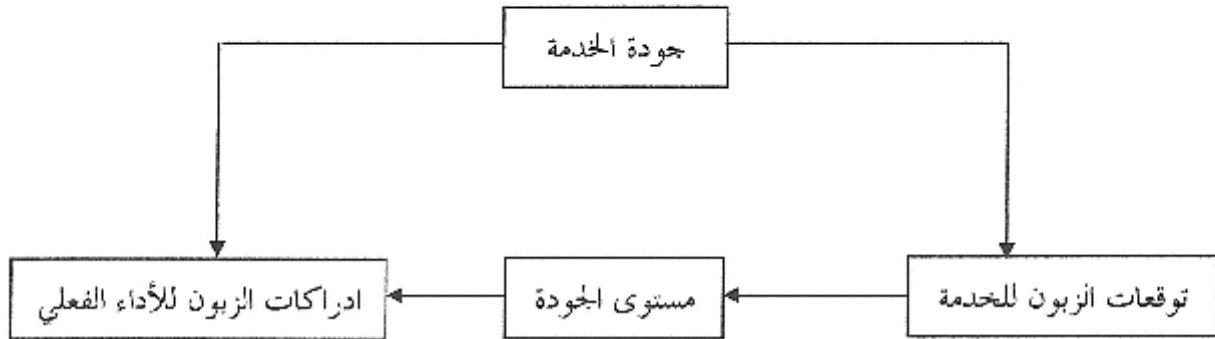 جودة الخدمة
توقعات الزبون للخدمة
مستوى الجودة
ادراكات الزبون للأداء الفعلي